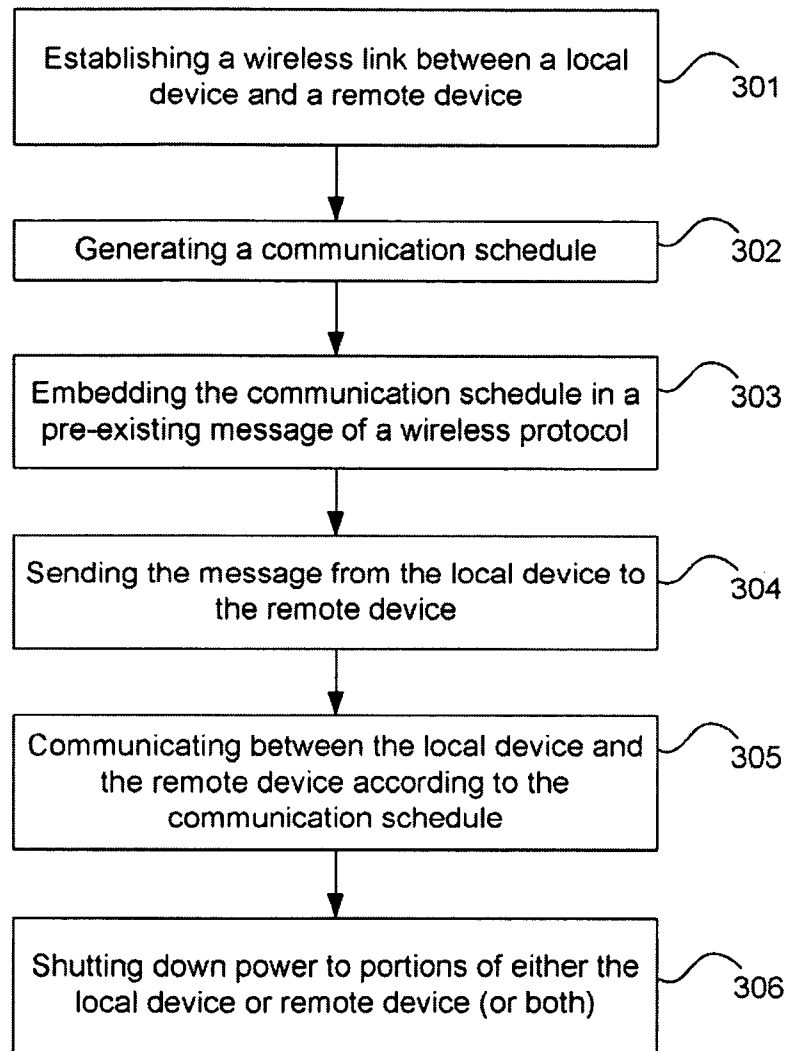 Establishing a wireless link between a local
device and a remote device
301
Generating a communication schedule
302
Embedding the communication schedule in a
pre-existing message of a wireless protocol
303
Sending the message from the local device to
the remote device
304
Communicating between the local device and
the remote device according to the
communication schedule
305
Shutting down power to portions of either the
local device or remote device (or both)
306